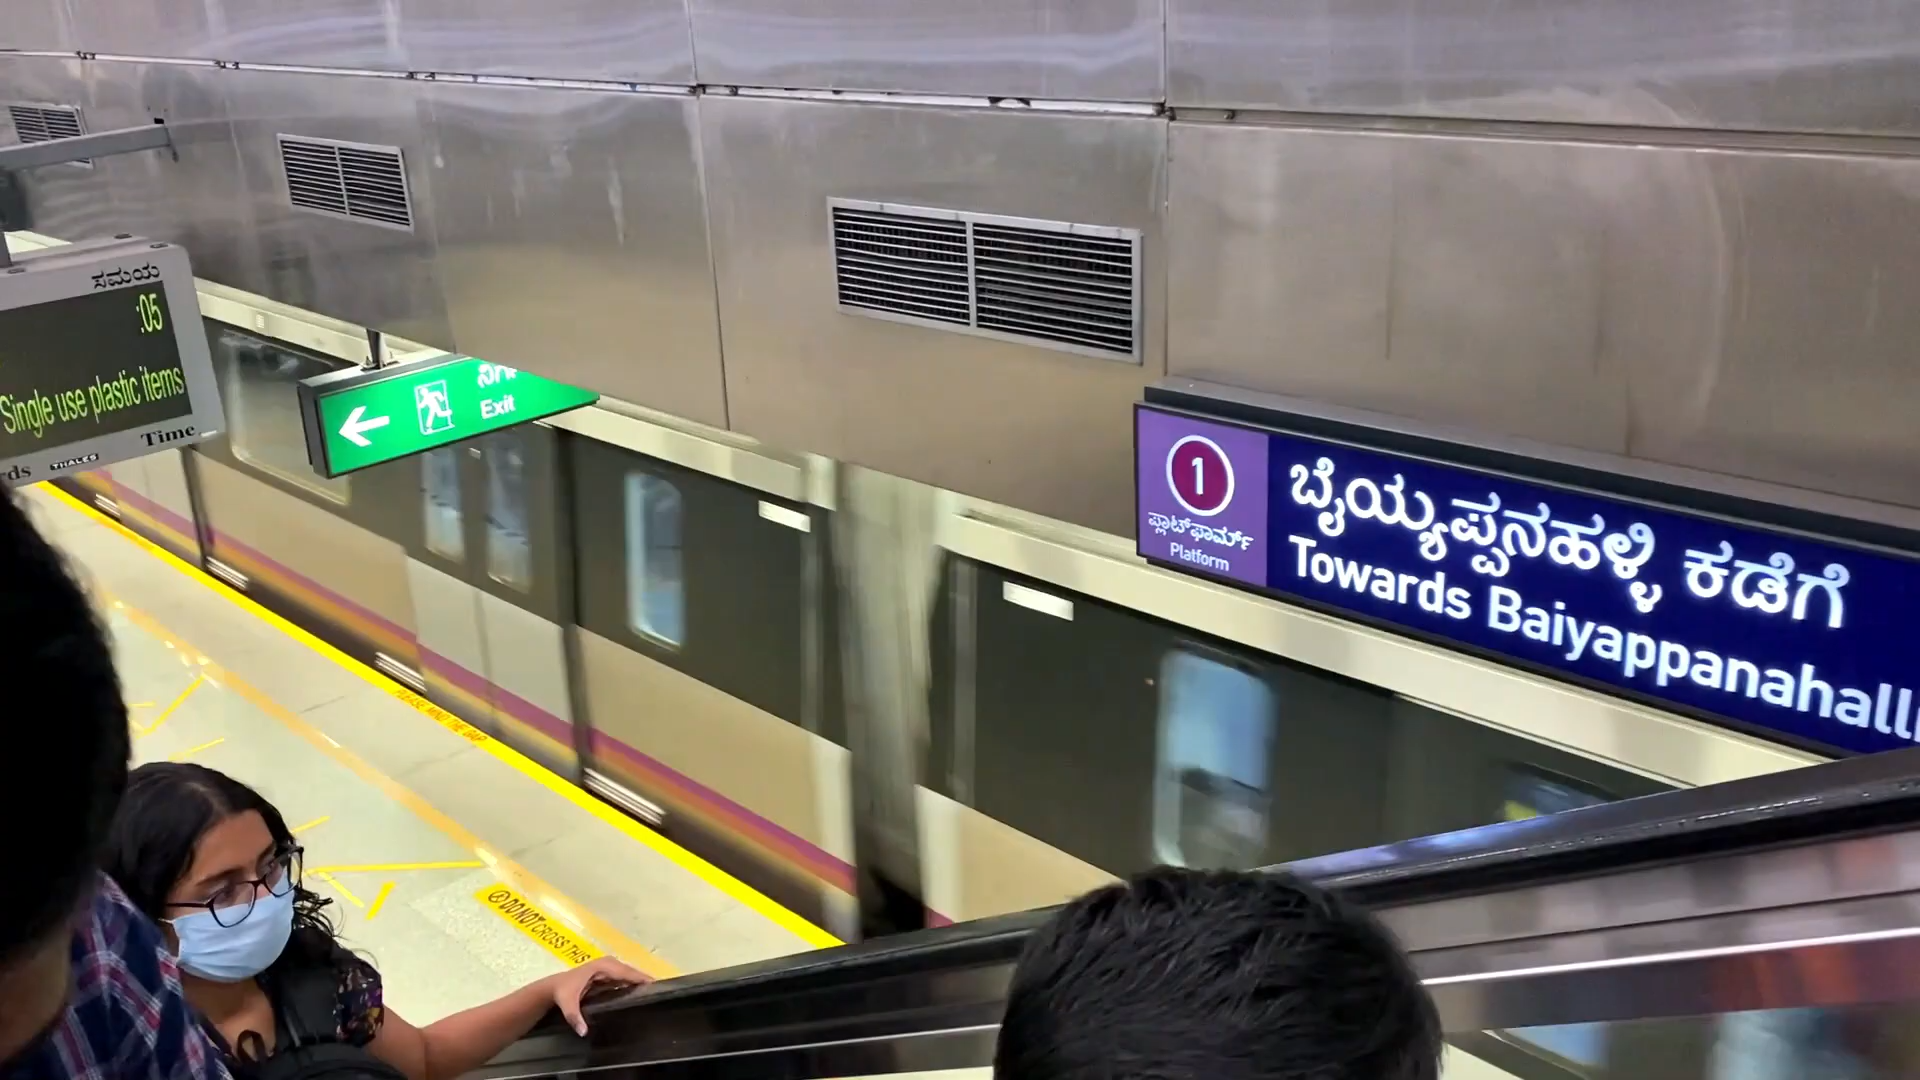 ಸಮಯ
:05
Single use plastic items
Time
THALES
Exit
1
ಪ್ಲಾಟ್‌ಫಾರ್ಮ್
Platform
ಬೈಯ್ಯಪ್ಪನಹಳ್ಳಿ ಕಡೆಗೆ
Towards Baiyappanahalli
PLEASE MIND THE GAP
DO NOT CROSS THIS